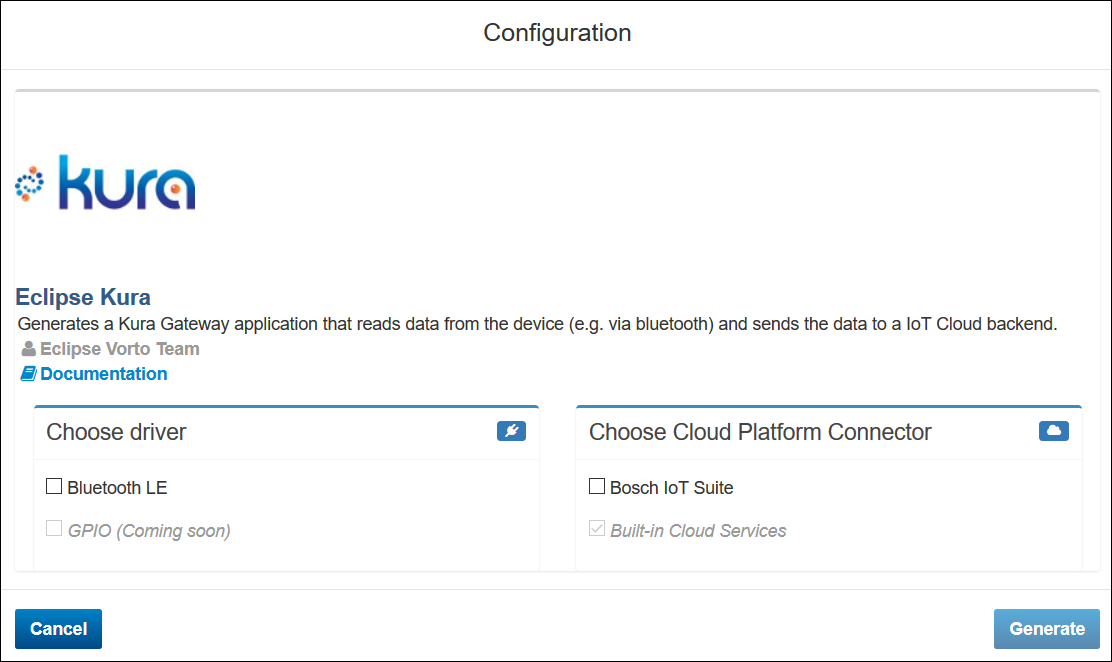 Configuration
kura
Eclipse Kura
Generates a Kura Gateway application that reads data from the device (e.g. via bluetooth) and sends the data to a IoT Cloud backend.
Eclipse Vorto Team
Documentation
Choose driver
Bluetooth LE
GPIO (Coming soon)
Choose Cloud Platform Connector
Bosch IoT Suite
Built-in Cloud Services
Cancel
Generate